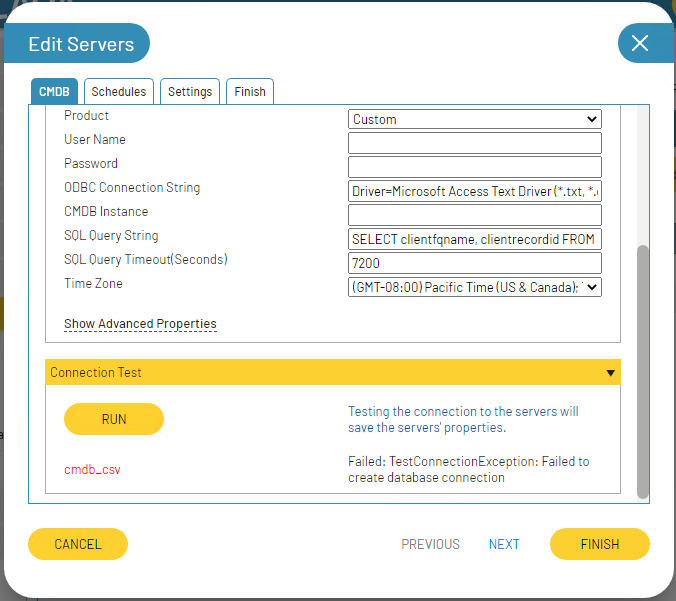 Edit Servers
CMDB
Schedules
Settings
Finish
Product
Custom
User Name
Password
ODBC Connection String
Driver=Microsoft Access Text Driver (*.txt, *.
CMDB Instance
SQL Query String
SELECT clientfqname, clientrecordid FROM
SQL Query Timeout(Seconds)
7200
Time Zone
(GMT-08:00) Pacific Time (US & Canada);
Show Advanced Properties
Connection Test
RUN
Testing the connection to the servers will
save the servers' properties.
cmdb_csv
Failed: TestConnectionException: Failed to
create database connection
CANCEL
PREVIOUS
NEXT
FINISH